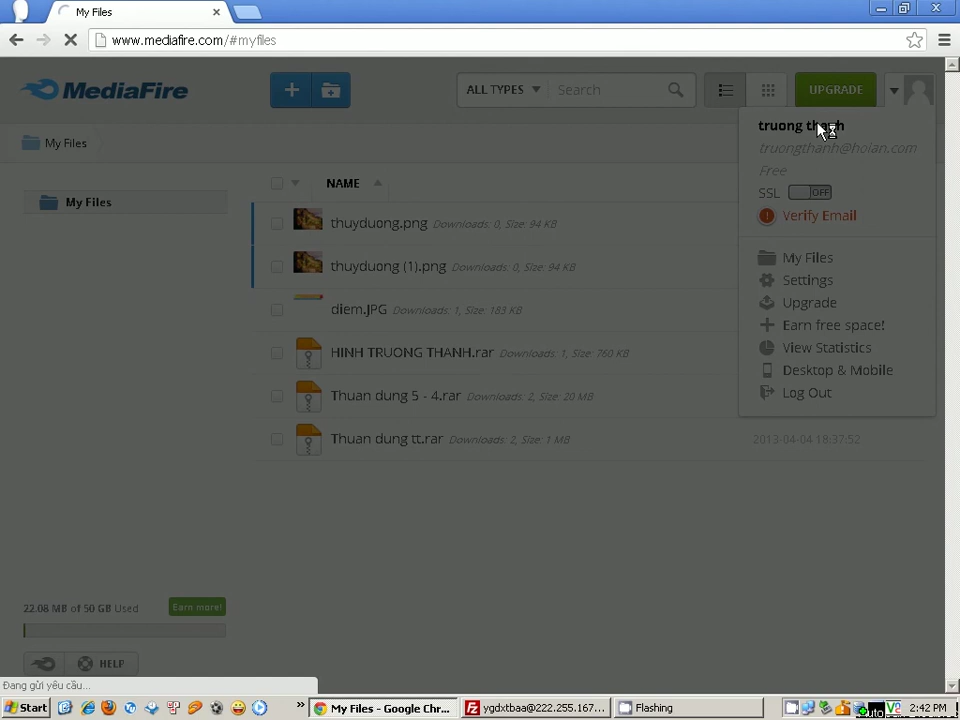 My Files
www.mediafire.com/#myfiles
MediaFire
ALL TYPES
Search
UPGRADE
My Files
truong thanh
truongthanh@hoian.com
Free
SSL
OFF
Verify Email
My Files
Settings
Upgrade
Earn free space!
View Statistics
Desktop & Mobile
Log Out
My Files
NAME
thuyduong.png Downloads: 0, Size: 94 KB
thuyduong (1).png Downloads: 0, Size: 94 KB
diem.JPG Downloads: 1, Size: 183 KB
HINH TRUONG THANH.rar Downloads: 1, Size: 760 KB
Thuan dung 5 - 4.rar Downloads: 2, Size: 20 MB
Thuan dung tt.rar Downloads: 2, Size: 1 MB
2013-04-04 18:37:52
22.08 MB of 50 GB Used
Earn more!
HELP
Đang gửi yêu cầu...
Start
My Files - Google Chr...
ygdxtbaa@222.255.167...
Flashing
2:42 PM